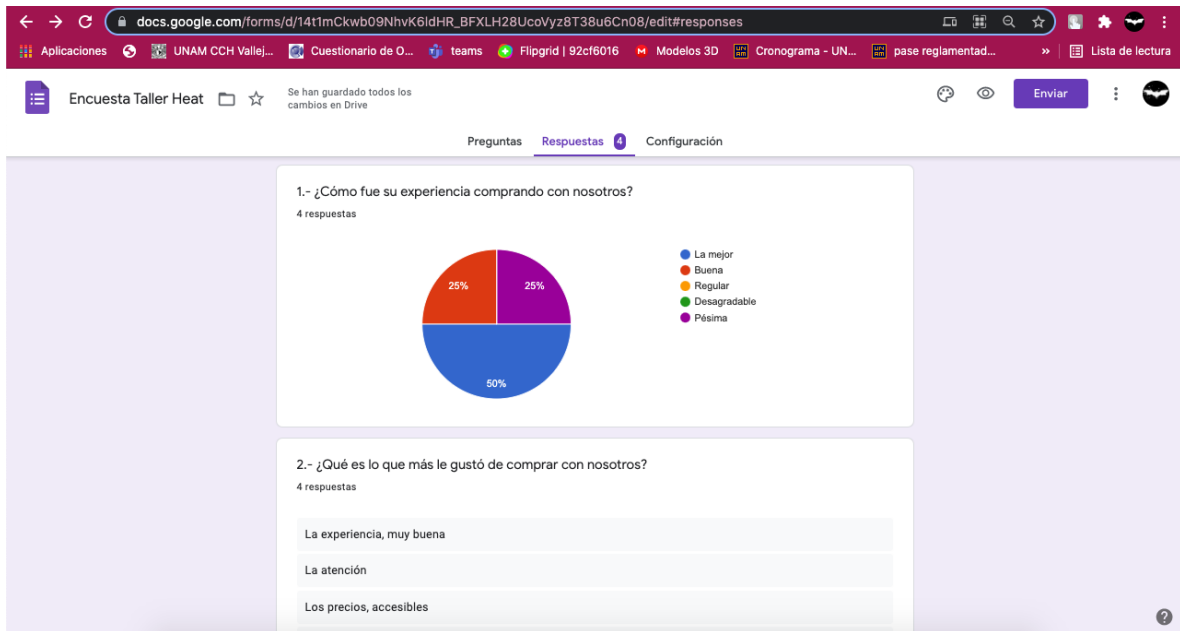 docs.google.com/forms/d/14t1mCkwb09NhvK6IdHR_BFXLH28UcoVyz8T38u6Cn08/edit#responses
Aplicaciones
UNAM CCH Vallej...
Cuestionario de O...
teams
Flipgrid | 92cf6016
Modelos 3D
Cronograma - UN...
pase reglamentad...
»
Lista de lectura
Encuesta Taller Heat
Se han guardado todos los
cambios en Drive
Enviar
Preguntas
Respuestas 4
Configuración
1.- ¿Cómo fue su experiencia comprando con nosotros?
4 respuestas
25%
25%
50%
La mejor
Buena
Regular
Desagradable
Pésima
2.- ¿Qué es lo que más le gustó de comprar con nosotros?
4 respuestas
La experiencia, muy buena
La atención
Los precios, accesibles